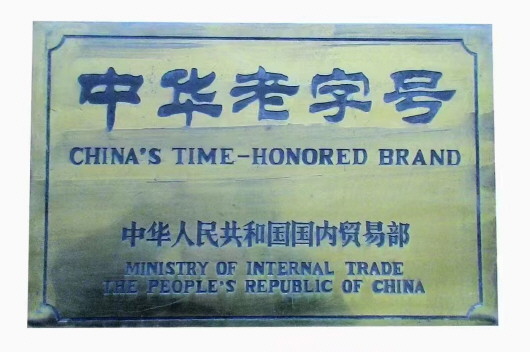 中华老字号
CHINA'S TIME-HONORED BRAND
中华人民共和国国内贸易部
MINISTRY OF INTERNAL TRADE
THE PEOPLE'S REPUBLIC OF CHINA